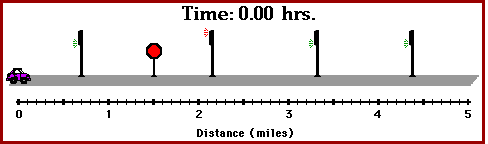 Time: 0.00 hrs.
0 1 2 3 4 5
Distance (miles)